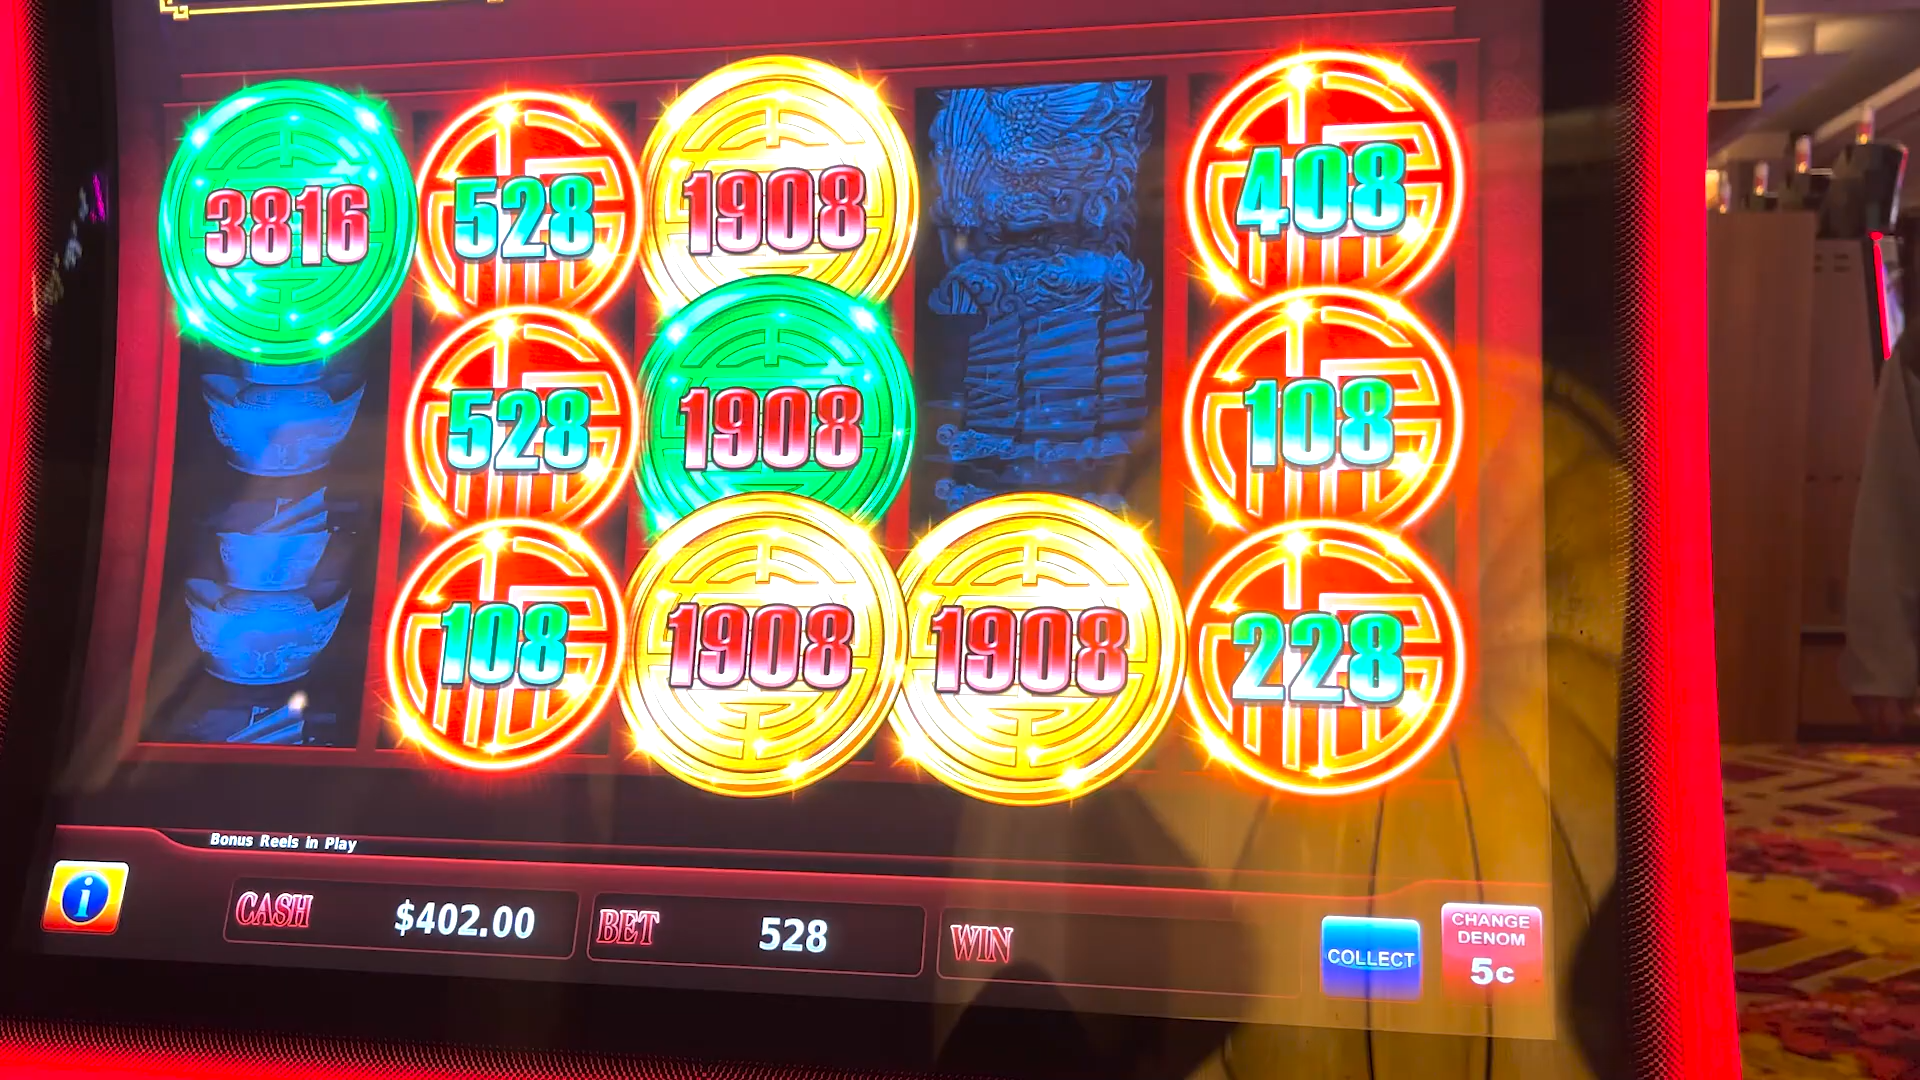 3816 528 1908 408
528 1908 108
108 1908 1908 228
Bonus Reels in Play
CASH $402.00 BET 528 WIN
COLLECT
CHANGE
DENOM
5c